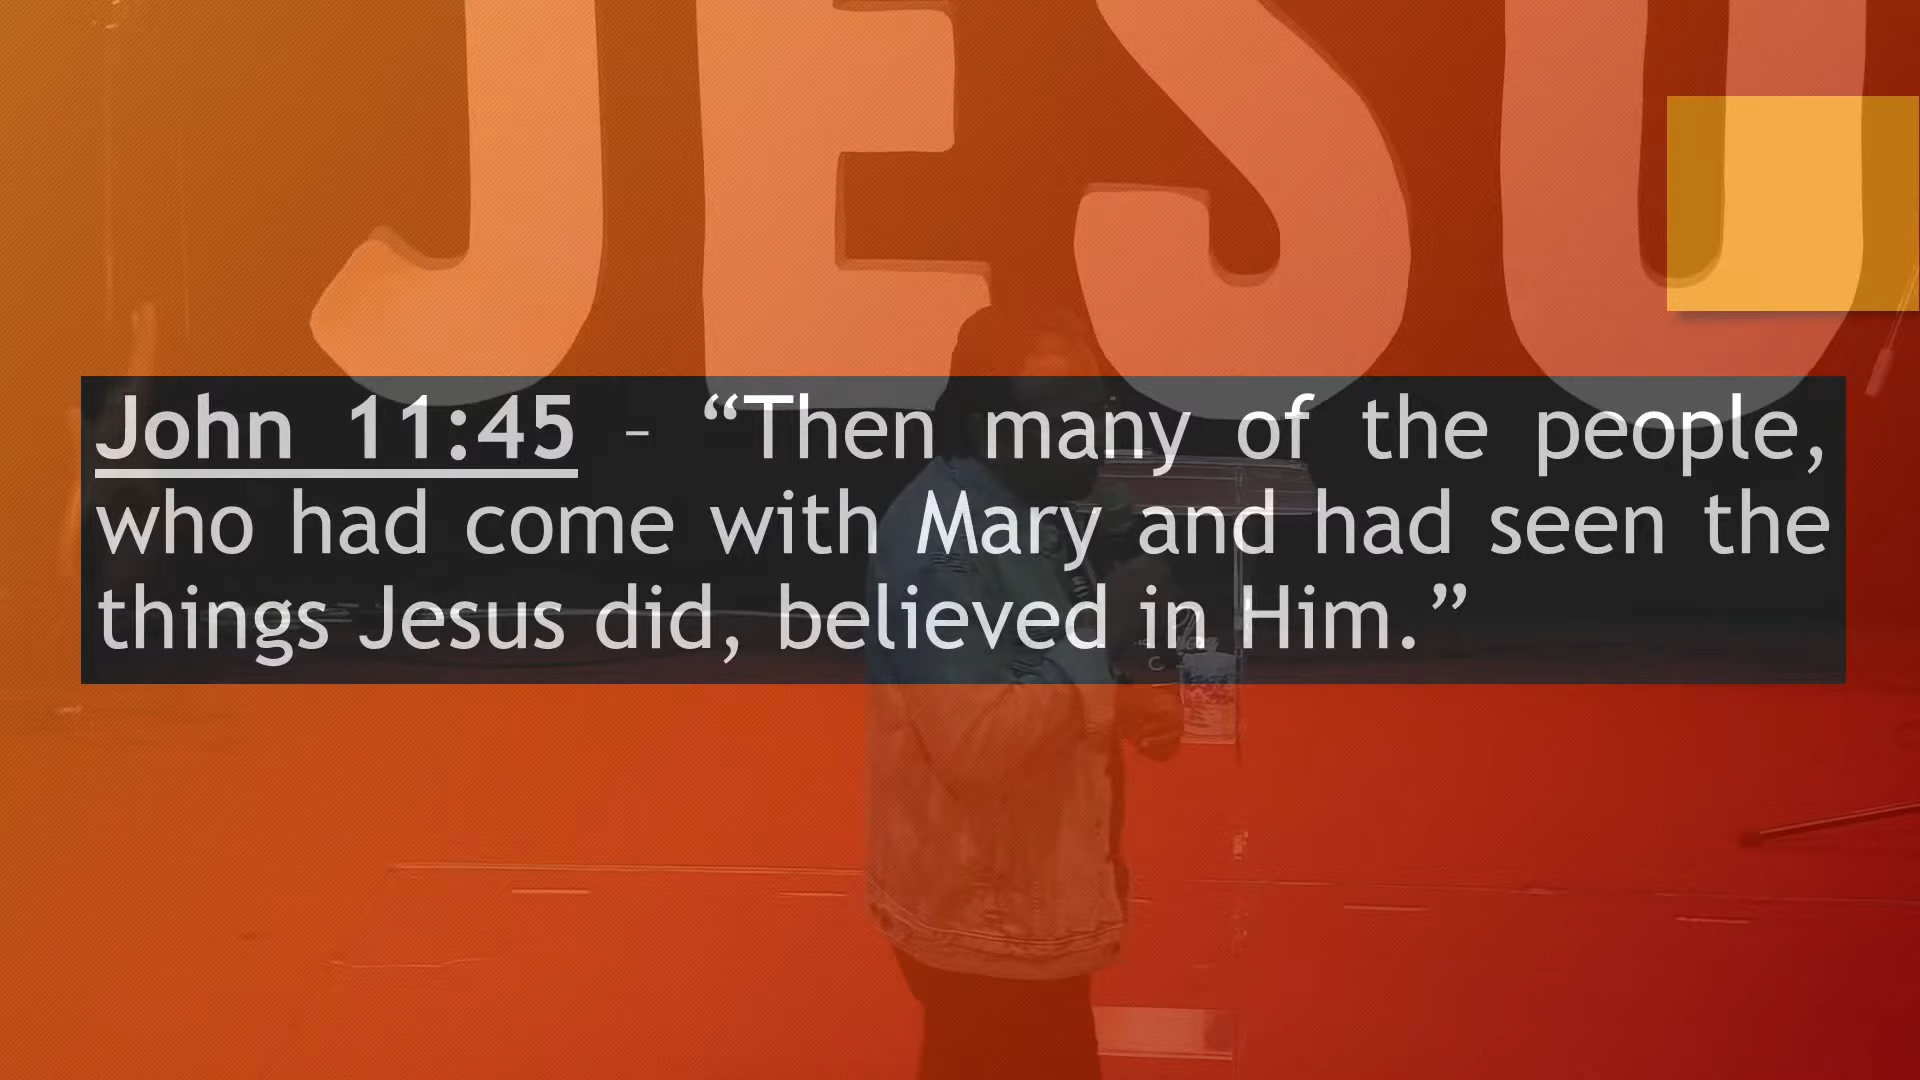 JESU
John 11:45 – “Then many of the people,
who had come with Mary and had seen the
things Jesus did, believed in Him.”